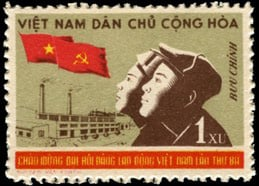 VIỆT NAM DÂN CHỦ CỘNG HÒA
BƯU CHÍNH
1 XU
CHÀO MỪNG ĐẠI HỘI ĐẢNG LAO ĐỘNG VIỆT NAM LẦN THỨ BA